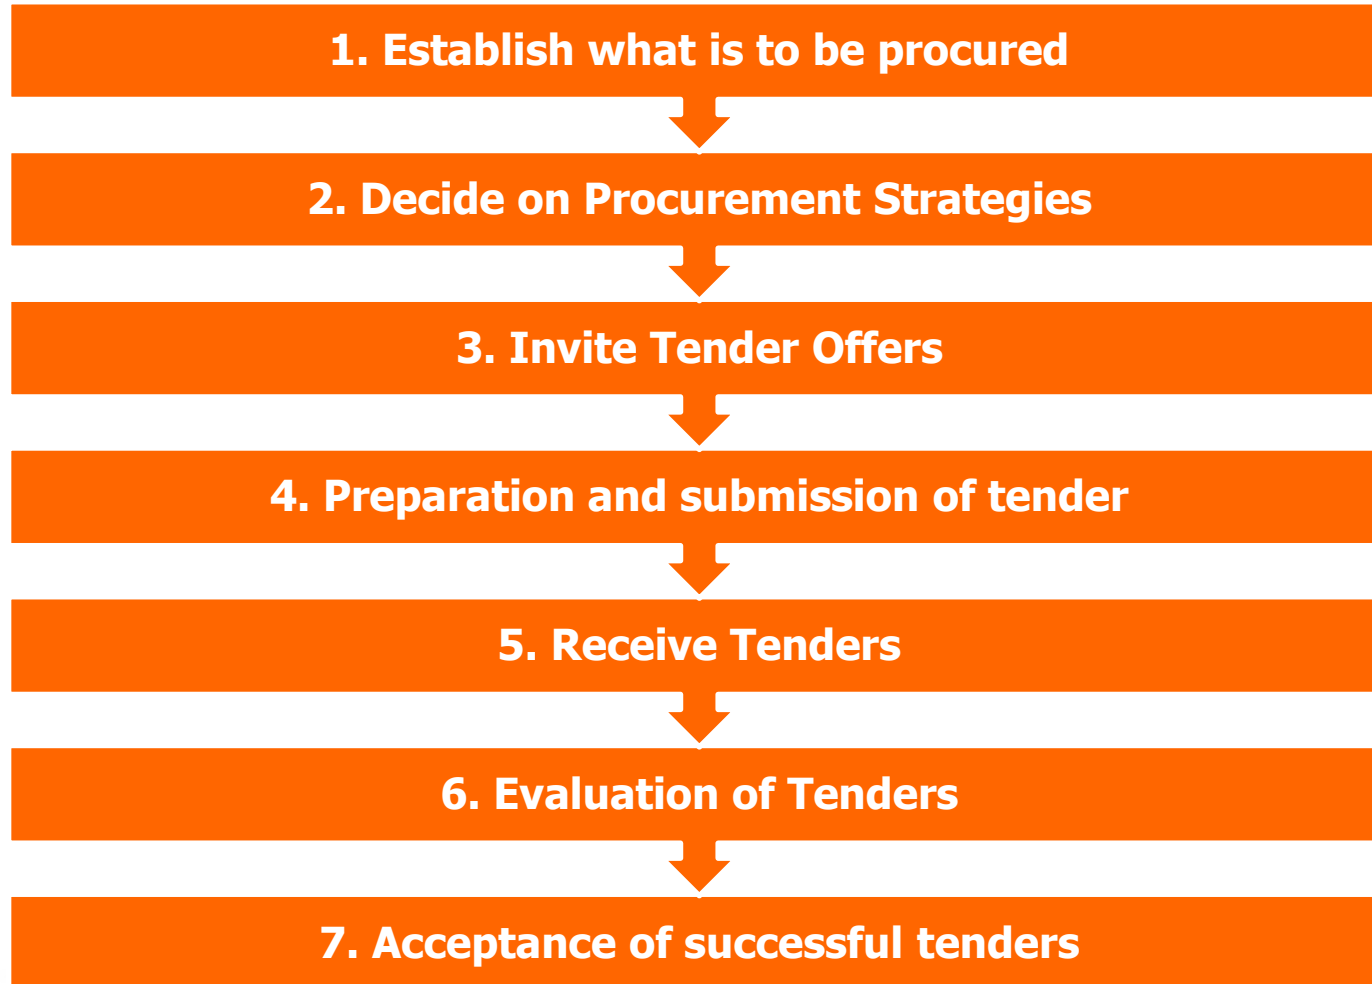 1. Establish what is to be procured
2. Decide on Procurement Strategies
3. Invite Tender Offers
4. Preparation and submission of tender
5. Receive Tenders
6. Evaluation of Tenders
7. Acceptance of successful tenders